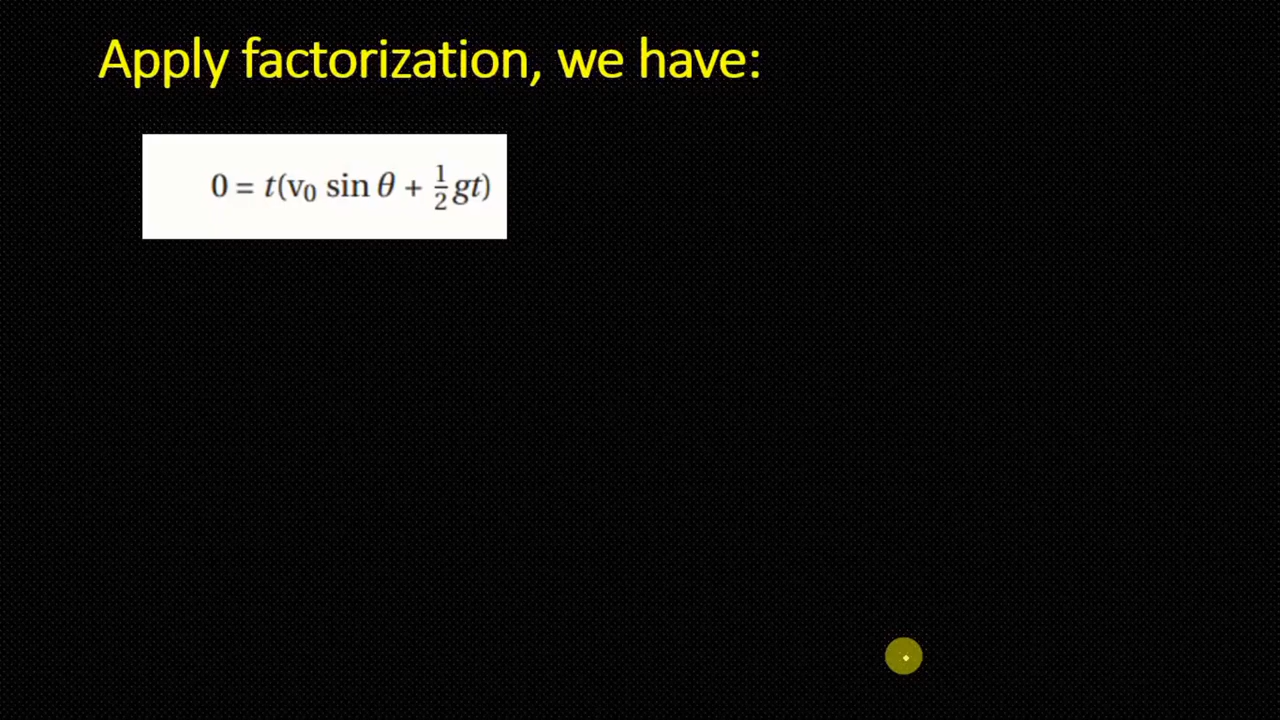 Apply factorization, we have:
0 = t(v₀ sin θ + ½gt)